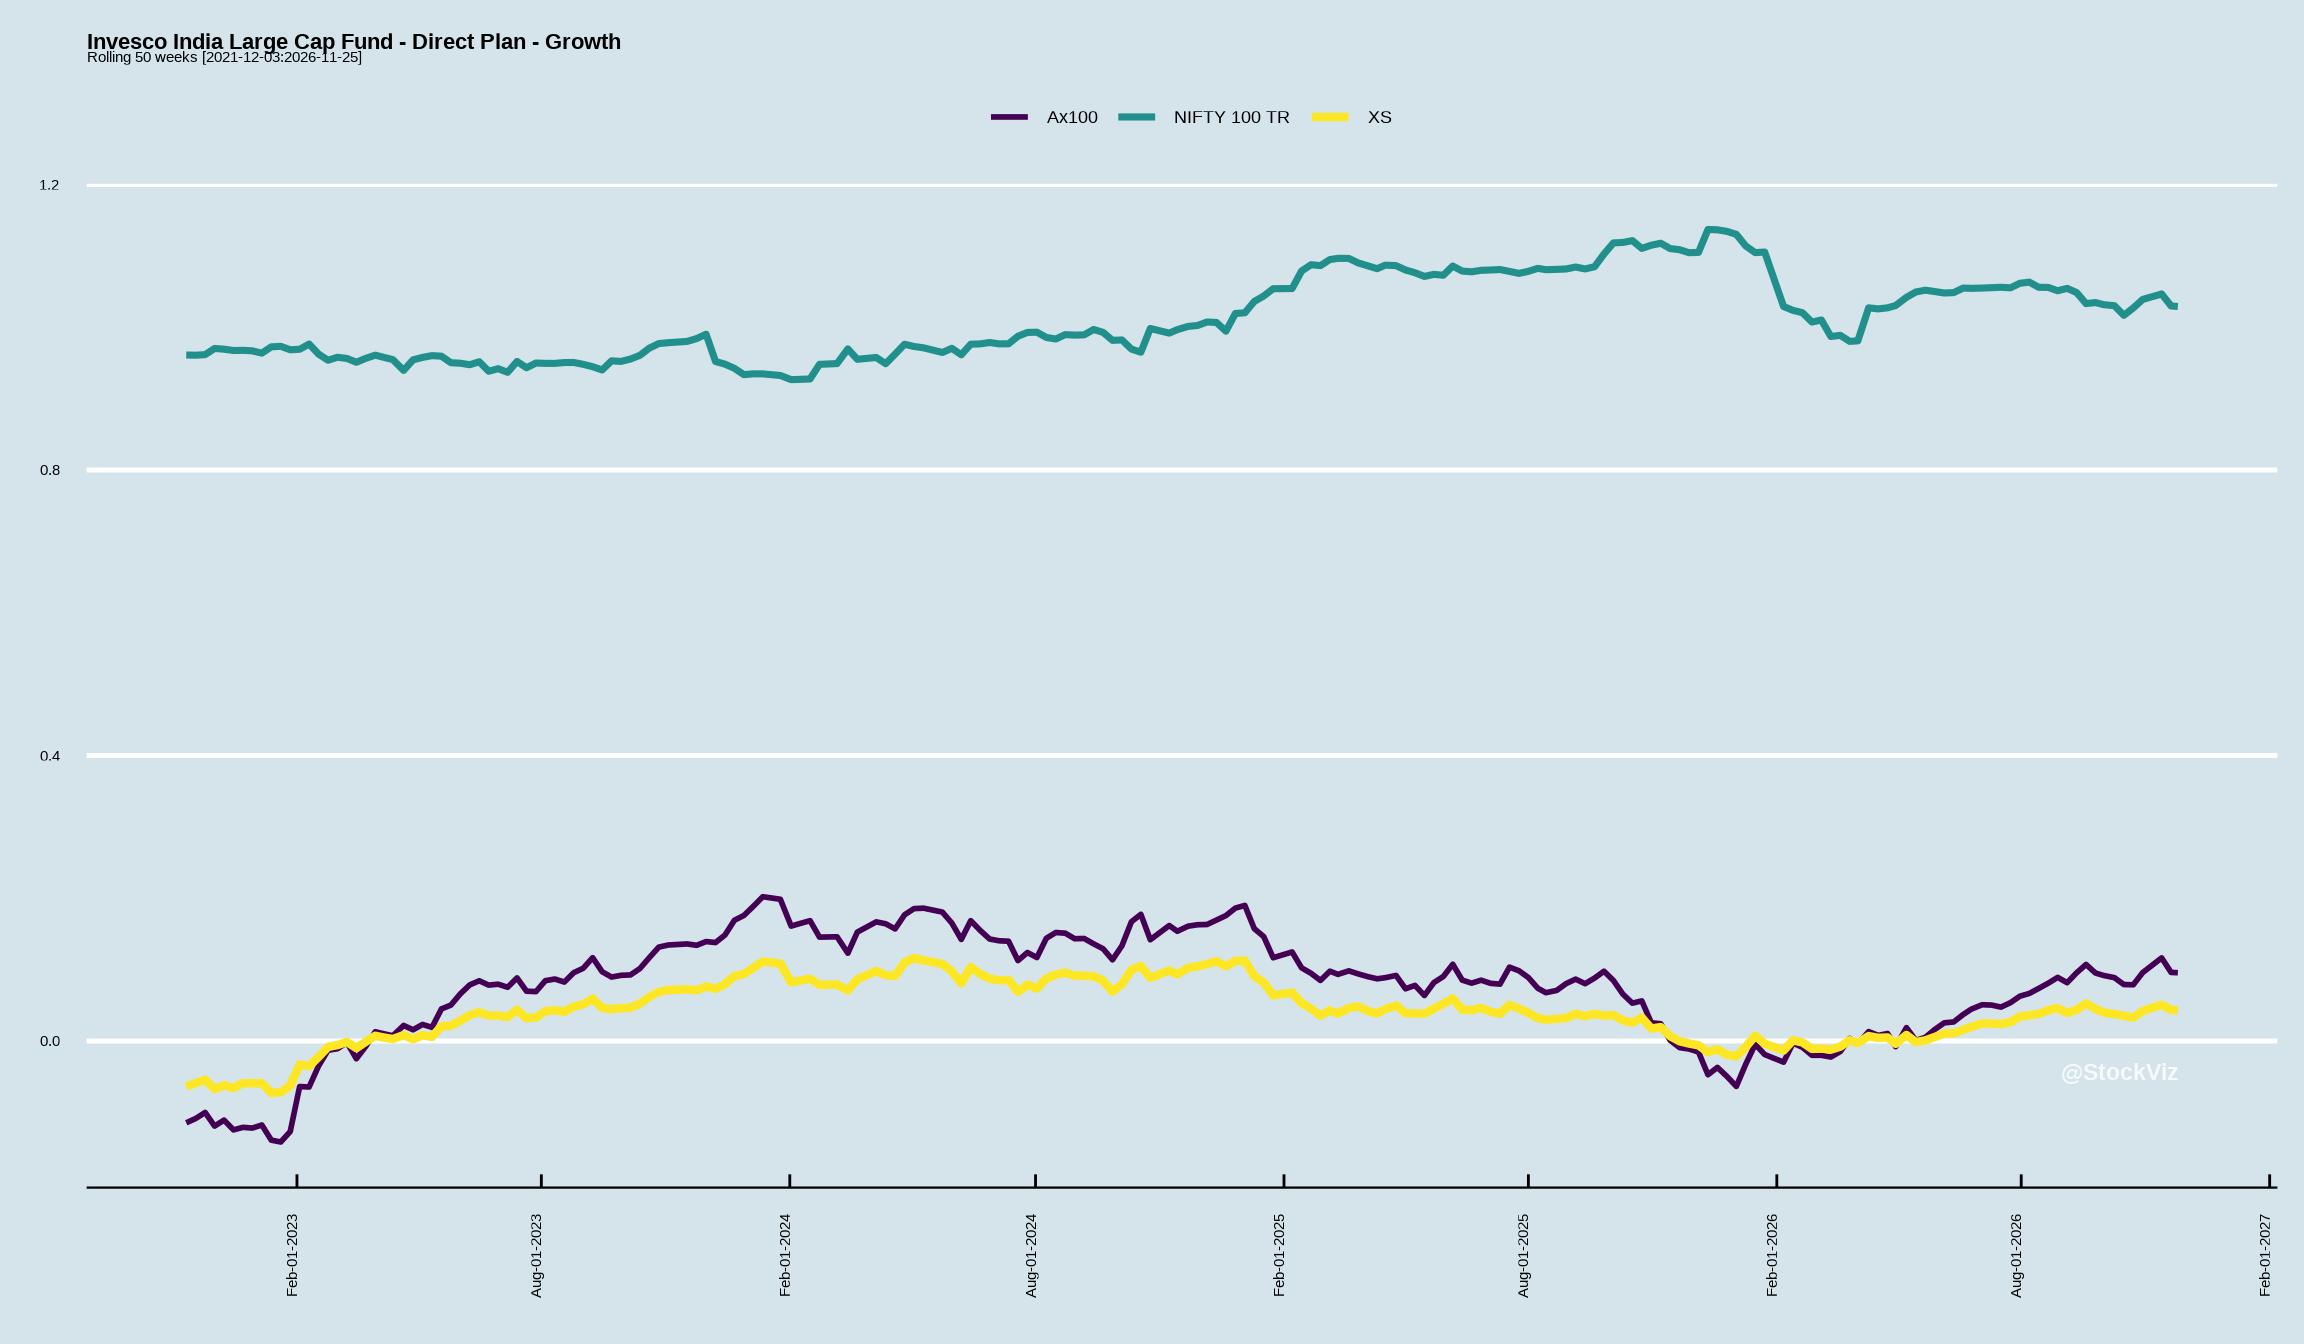 Invesco India Large Cap Fund - Direct Plan - Growth
Rolling 50 weeks [2021-12-03:2026-11-25]
Ax100 NIFTY 100 TR XS
1.2
0.8
0.4
0.0
@StockViz
Feb-01-2023 Aug-01-2023 Feb-01-2024 Aug-01-2024 Feb-01-2025 Aug-01-2025 Feb-01-2026 Aug-01-2026 Feb-01-2027